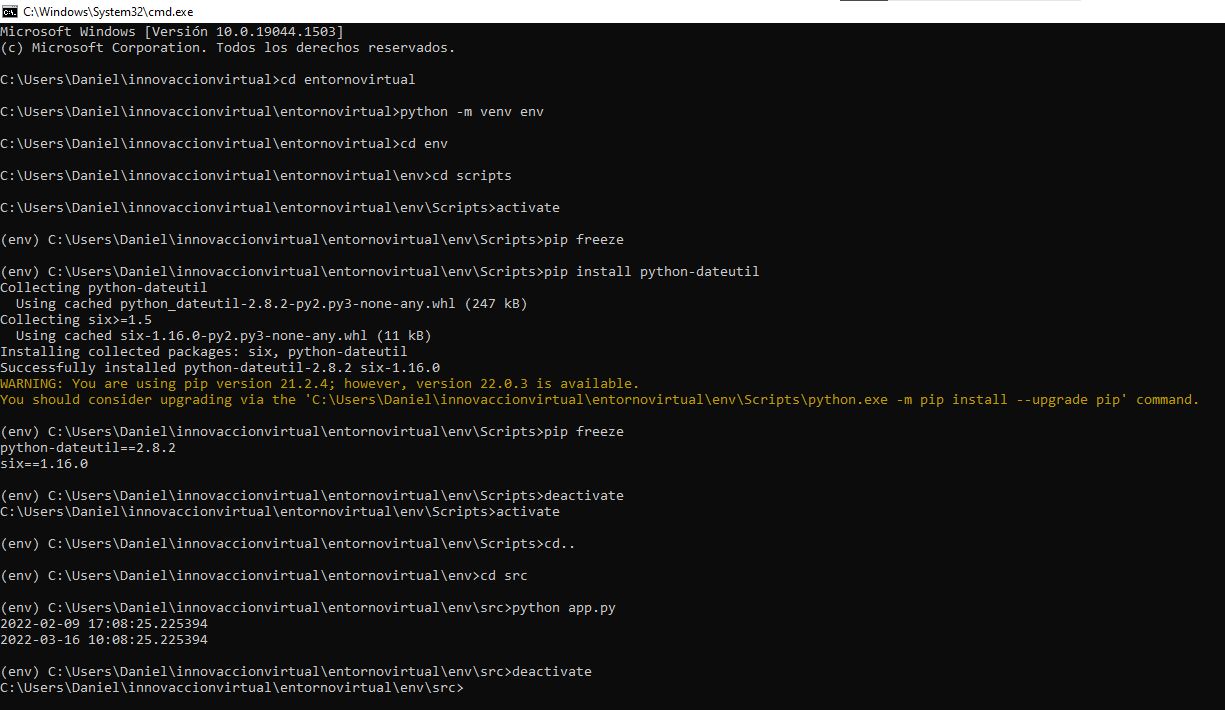 C:\Windows\System32\cmd.exe
Microsoft Windows [Versión 10.0.19044.1503]
(c) Microsoft Corporation. Todos los derechos reservados.
C:\Users\Daniel\innovaccionvirtual>cd entornovirtual
C:\Users\Daniel\innovaccionvirtual\entornovirtual>python -m venv env
C:\Users\Daniel\innovaccionvirtual\entornovirtual>cd env
C:\Users\Daniel\innovaccionvirtual\entornovirtual\env>cd scripts
C:\Users\Daniel\innovaccionvirtual\entornovirtual\env\Scripts>activate
(env) C:\Users\Daniel\innovaccionvirtual\entornovirtual\env\Scripts>pip freeze
(env) C:\Users\Daniel\innovaccionvirtual\entornovirtual\env\Scripts>pip install python-dateutil
Collecting python-dateutil
  Using cached python_dateutil-2.8.2-py2.py3-none-any.whl (247 kB)
Collecting six>=1.5
  Using cached six-1.16.0-py2.py3-none-any.whl (11 kB)
Installing collected packages: six, python-dateutil
Successfully installed python-dateutil-2.8.2 six-1.16.0
WARNING: You are using pip version 21.2.4; however, version 22.0.3 is available.
You should consider upgrading via the 'C:\Users\Daniel\innovaccionvirtual\entornovirtual\env\Scripts\python.exe -m pip install --upgrade pip' command.
(env) C:\Users\Daniel\innovaccionvirtual\entornovirtual\env\Scripts>pip freeze
python-dateutil==2.8.2
six==1.16.0
(env) C:\Users\Daniel\innovaccionvirtual\entornovirtual\env\Scripts>deactivate
C:\Users\Daniel\innovaccionvirtual\entornovirtual\env\Scripts>activate
(env) C:\Users\Daniel\innovaccionvirtual\entornovirtual\env\Scripts>cd..
(env) C:\Users\Daniel\innovaccionvirtual\entornovirtual\env>cd src
(env) C:\Users\Daniel\innovaccionvirtual\entornovirtual\env\src>python app.py
2022-02-09 17:08:25.225394
2022-03-16 10:08:25.225394
(env) C:\Users\Daniel\innovaccionvirtual\entornovirtual\env\src>deactivate
C:\Users\Daniel\innovaccionvirtual\entornovirtual\env\src>